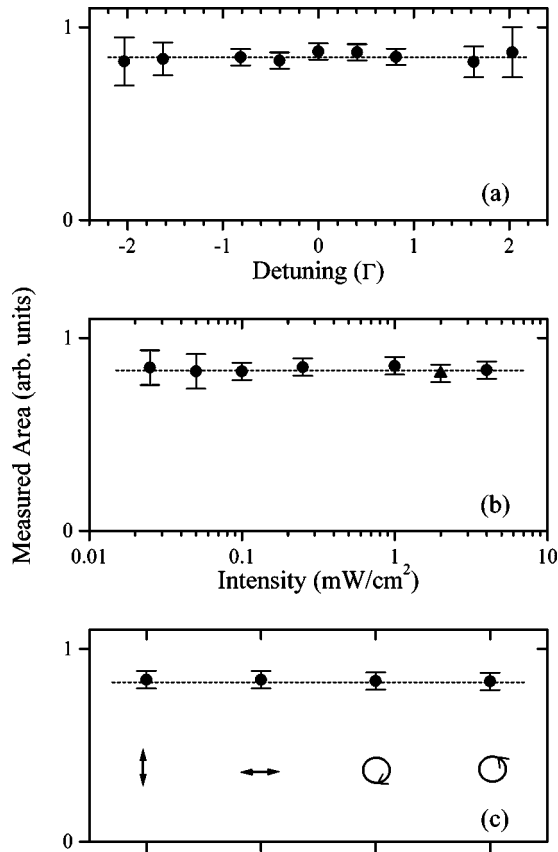 1
(a)
0
-2 -1 0 1 2
Detuning (Γ)
Measured Area (arb. units)
1
(b)
0
0.01 0.1 1 10
Intensity (mW/cm²)
1
(c)
0